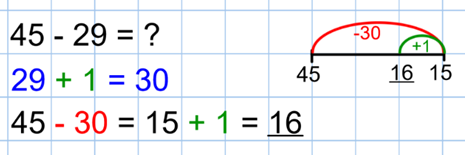 45 - 29 = ?
29 + 1 = 30
45 - 30 = 15 + 1 = 16
-30
+1
45 16 15